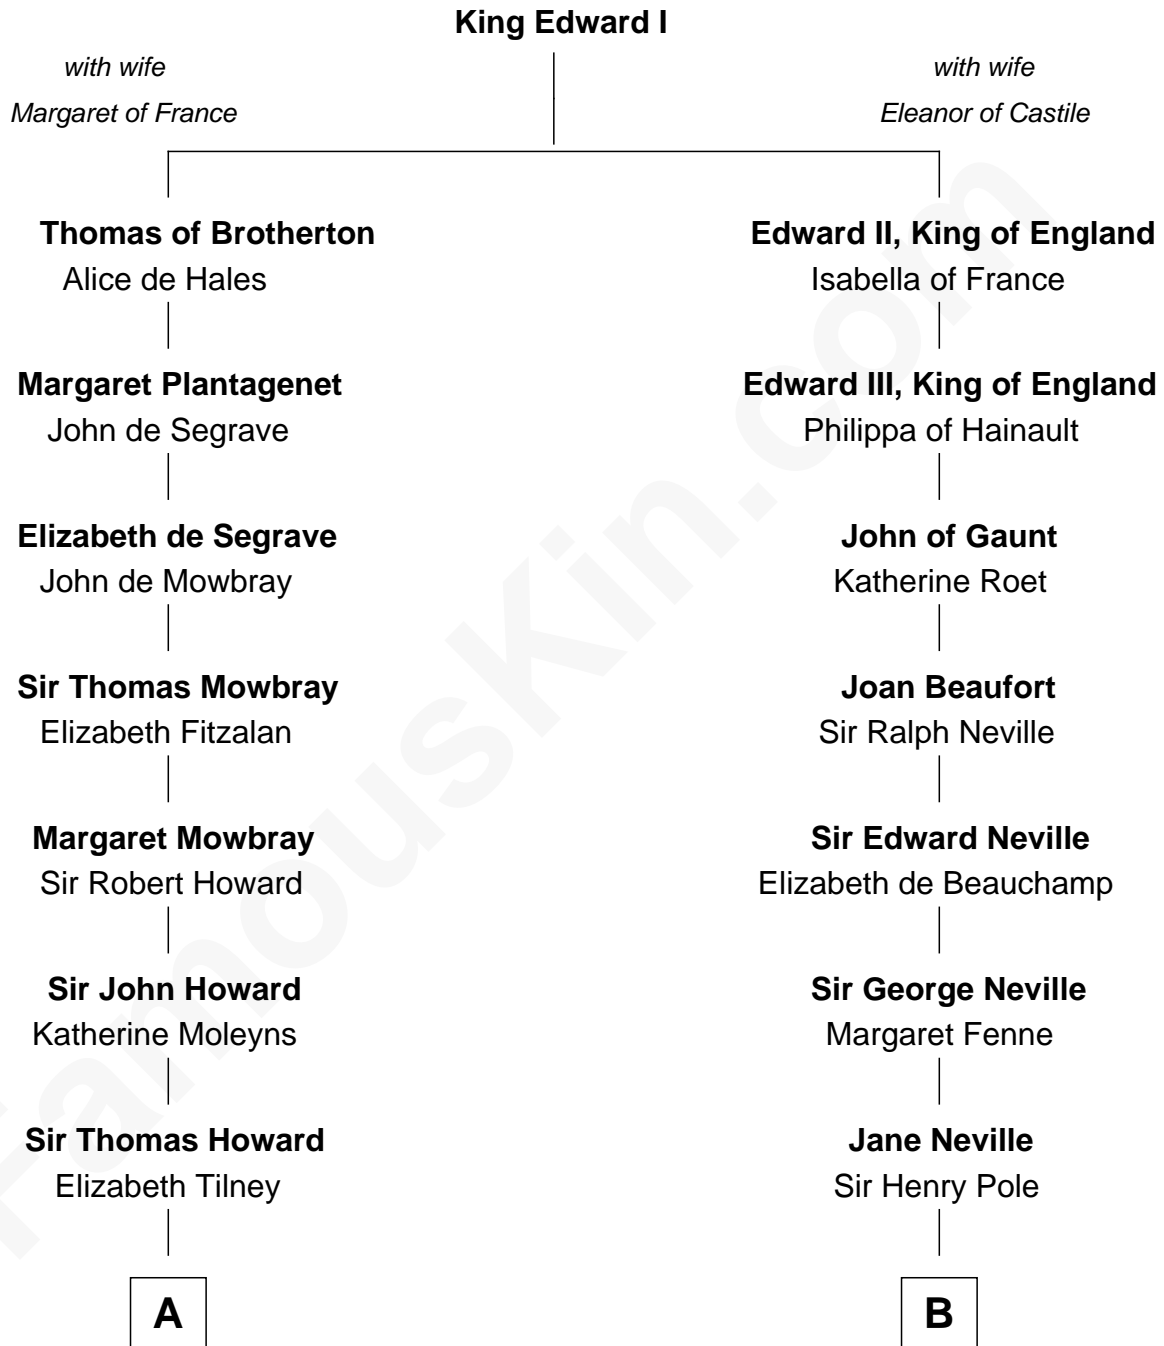 King Edward I
with wife
Margaret of France
with wife
Eleanor of Castile
Thomas of Brotherton
Alice de Hales
Edward II, King of England
Isabella of France
Margaret Plantagenet
John de Segrave
Edward III, King of England
Philippa of Hainault
Elizabeth de Segrave
John de Mowbray
John of Gaunt
Katherine Roet
Sir Thomas Mowbray
Elizabeth Fitzalan
Joan Beaufort
Sir Ralph Neville
Margaret Mowbray
Sir Robert Howard
Sir Edward Neville
Elizabeth de Beauchamp
Sir John Howard
Katherine Moleyns
Sir George Neville
Margaret Fenne
Sir Thomas Howard
Elizabeth Tilney
Jane Neville
Sir Henry Pole
A
B
FamousKin.com